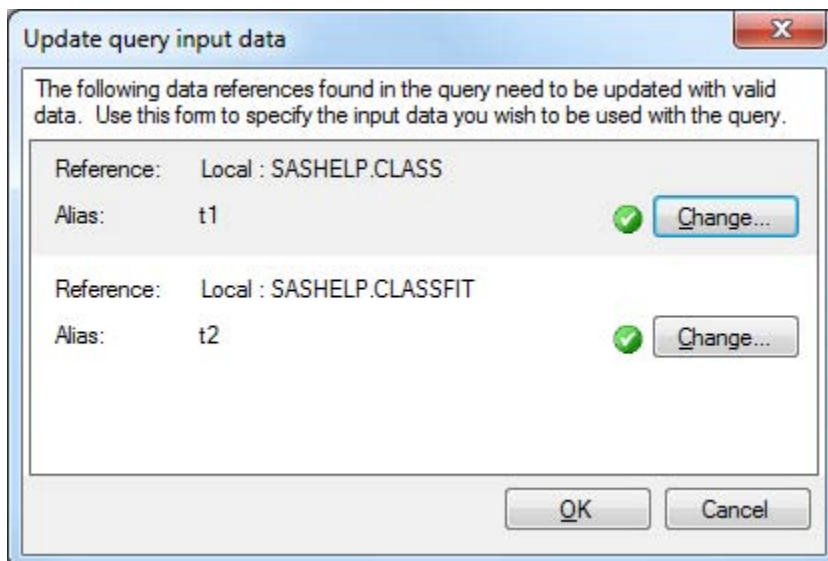 Update query input data
The following data references found in the query need to be updated with valid
data.  Use this form to specify the input data you wish to be used with the query.
Reference: Local : SASHELP.CLASS
Alias: t1 Change...
Reference: Local : SASHELP.CLASSFIT
Alias: t2 Change...
OK Cancel